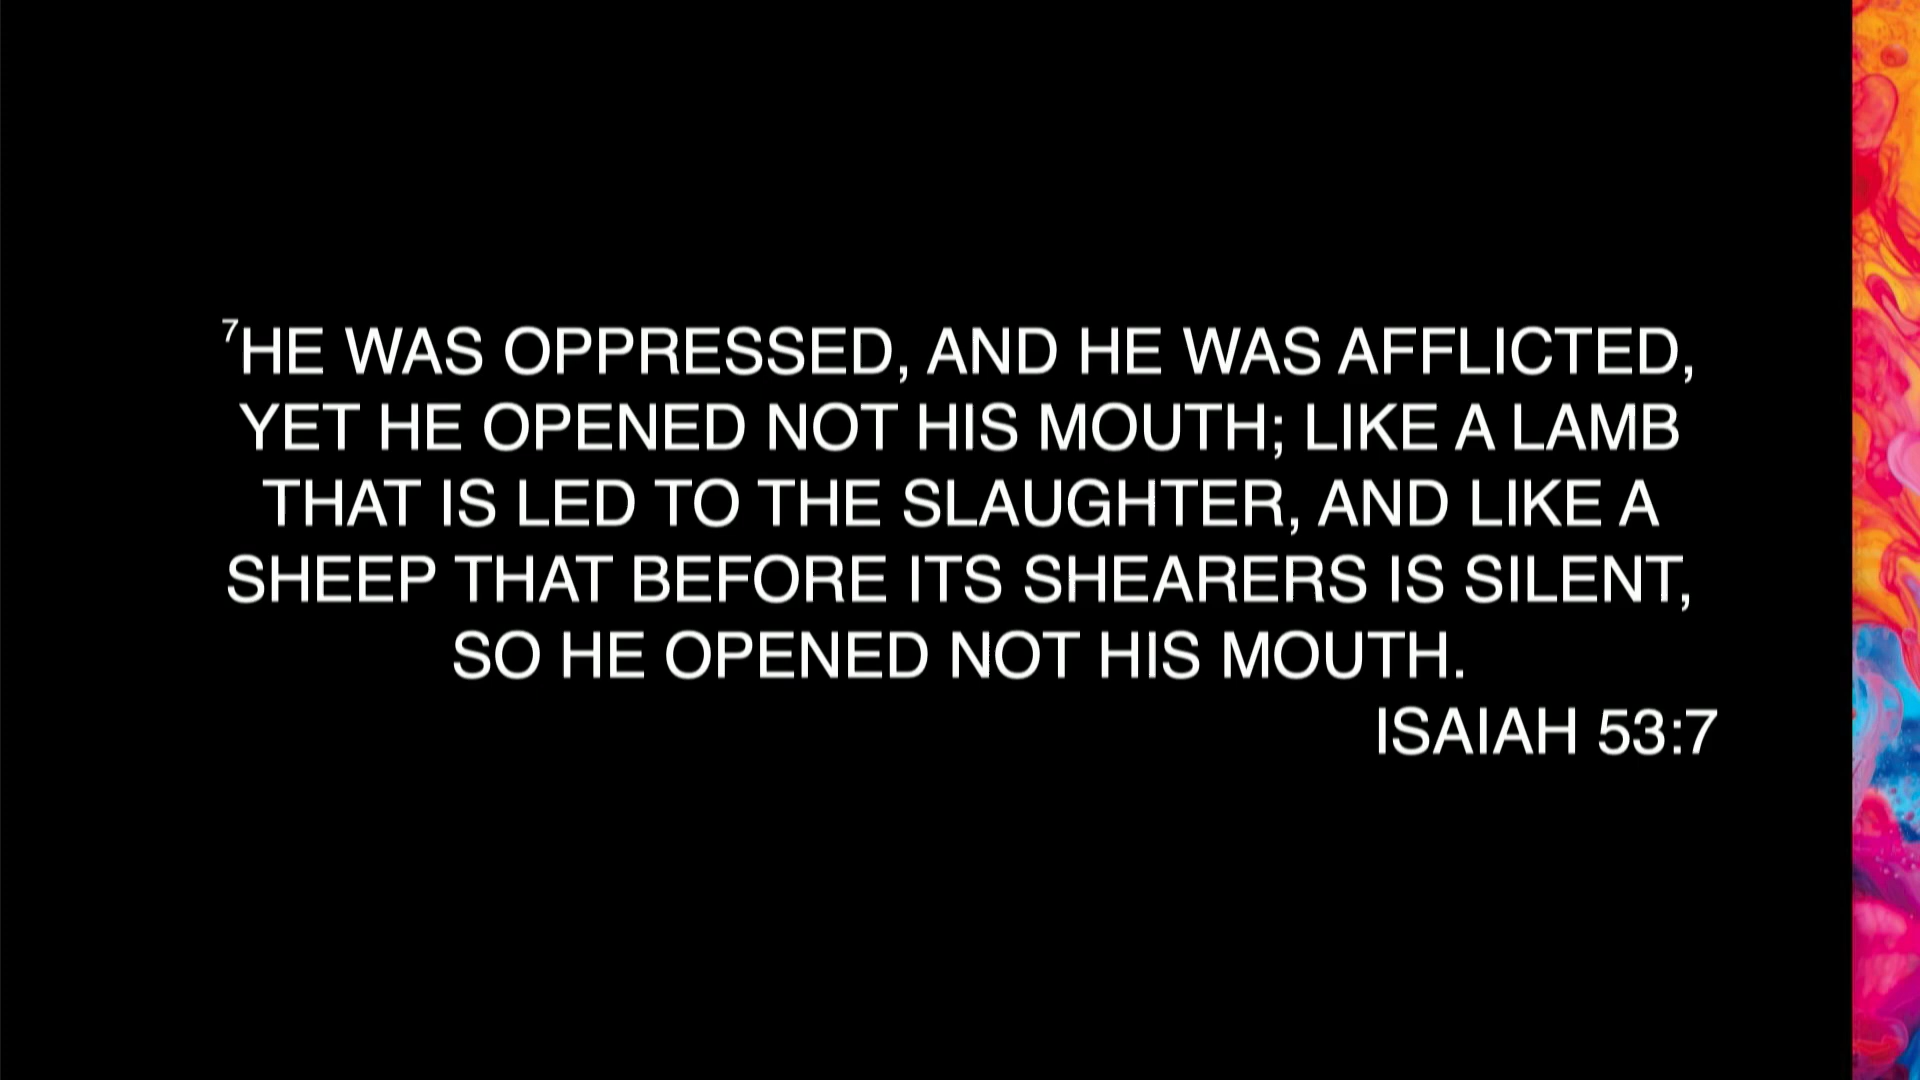 ⁷HE WAS OPPRESSED, AND HE WAS AFFLICTED,
YET HE OPENED NOT HIS MOUTH; LIKE A LAMB
THAT IS LED TO THE SLAUGHTER, AND LIKE A
SHEEP THAT BEFORE ITS SHEARERS IS SILENT,
SO HE OPENED NOT HIS MOUTH.
ISAIAH 53:7